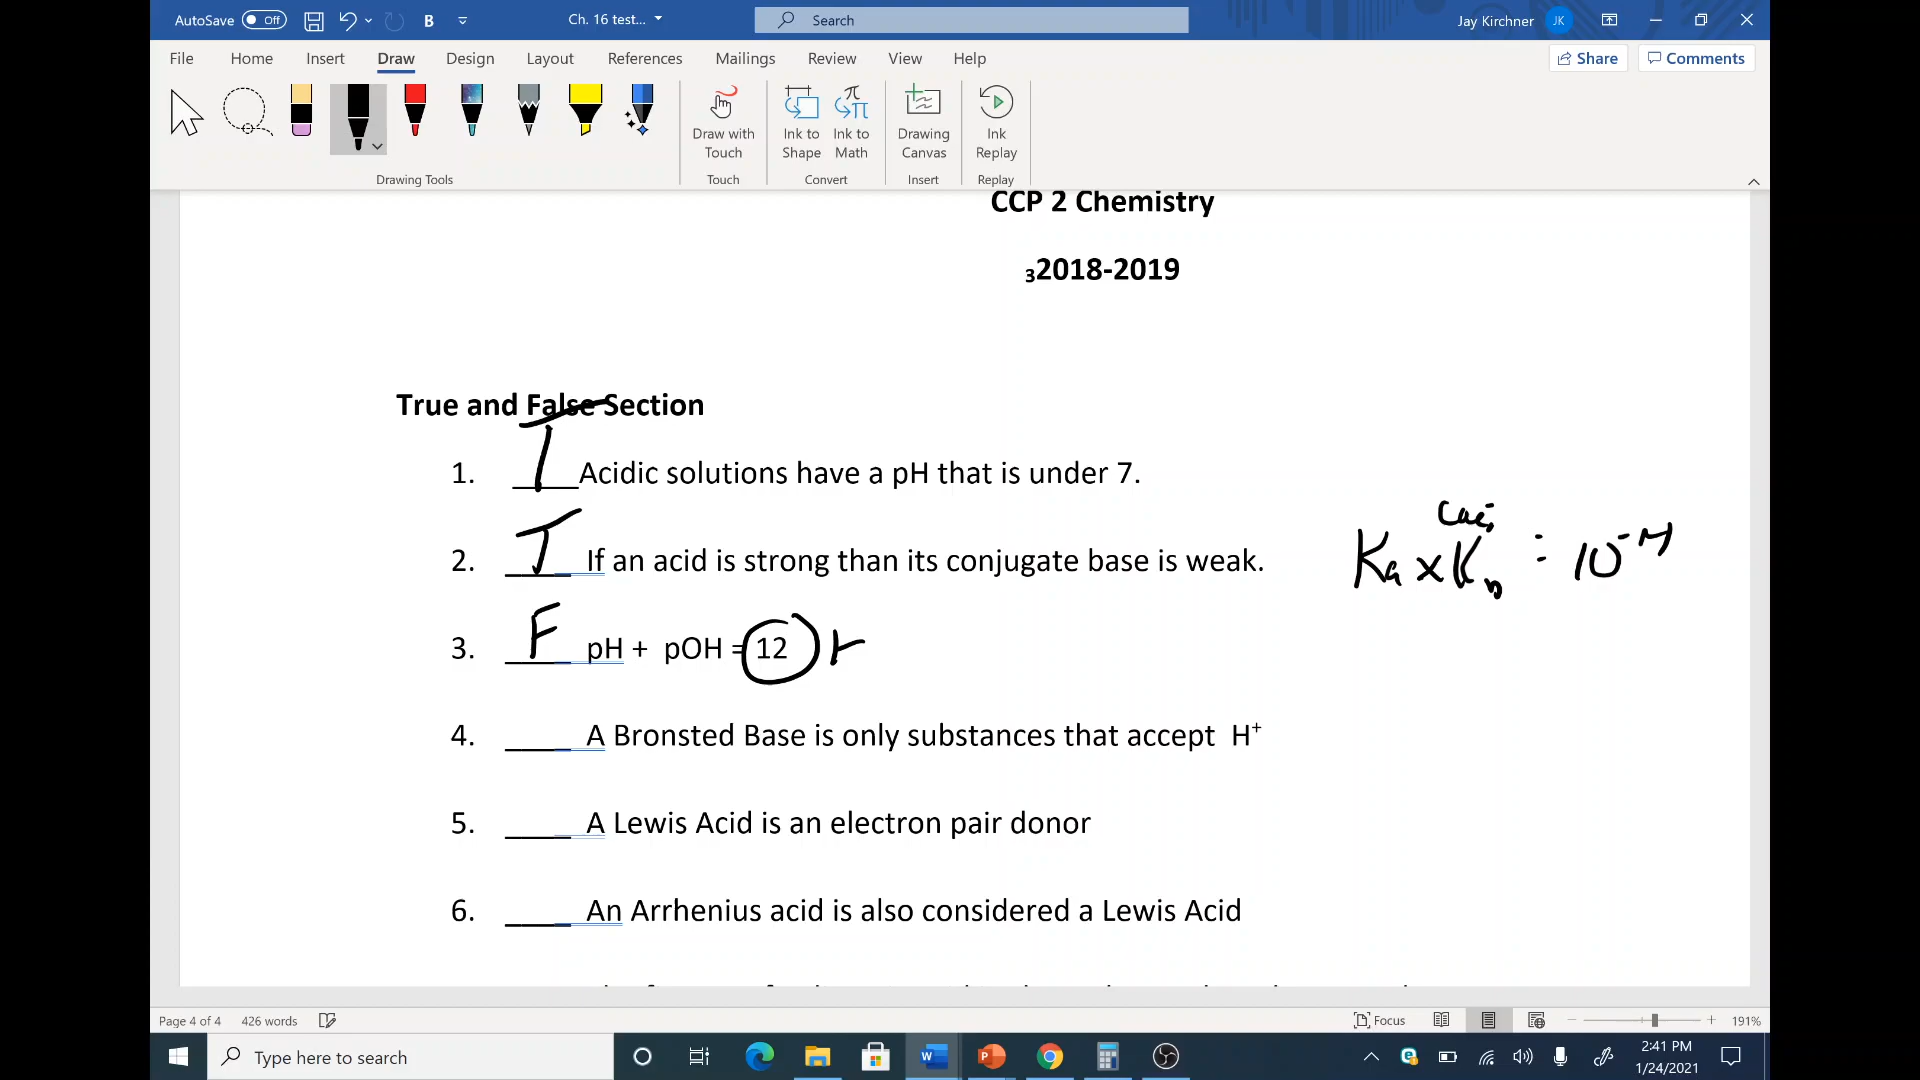 AutoSave Off B Ch. 16 test... Search Jay Kirchner JK
File Home Insert Draw Design Layout References Mailings Review View Help Share Comments
Draw with Touch
Ink to Shape
Ink to Math
Drawing Canvas
Ink Replay
Drawing Tools Touch Convert Insert Replay
CCP 2 Chemistry
₃2018-2019
True and False Section
1. T Acidic solutions have a pH that is under 7.
2. T If an acid is strong than its conjugate base is weak.
Ka x Kb = 10
3. F pH + pOH = 12
4. ____ A Bronsted Base is only substances that accept H⁺
5. ____ A Lewis Acid is an electron pair donor
6. ____ An Arrhenius acid is also considered a Lewis Acid
Page 4 of 4 426 words Focus 191%
Type here to search 2:41 PM
1/24/2021